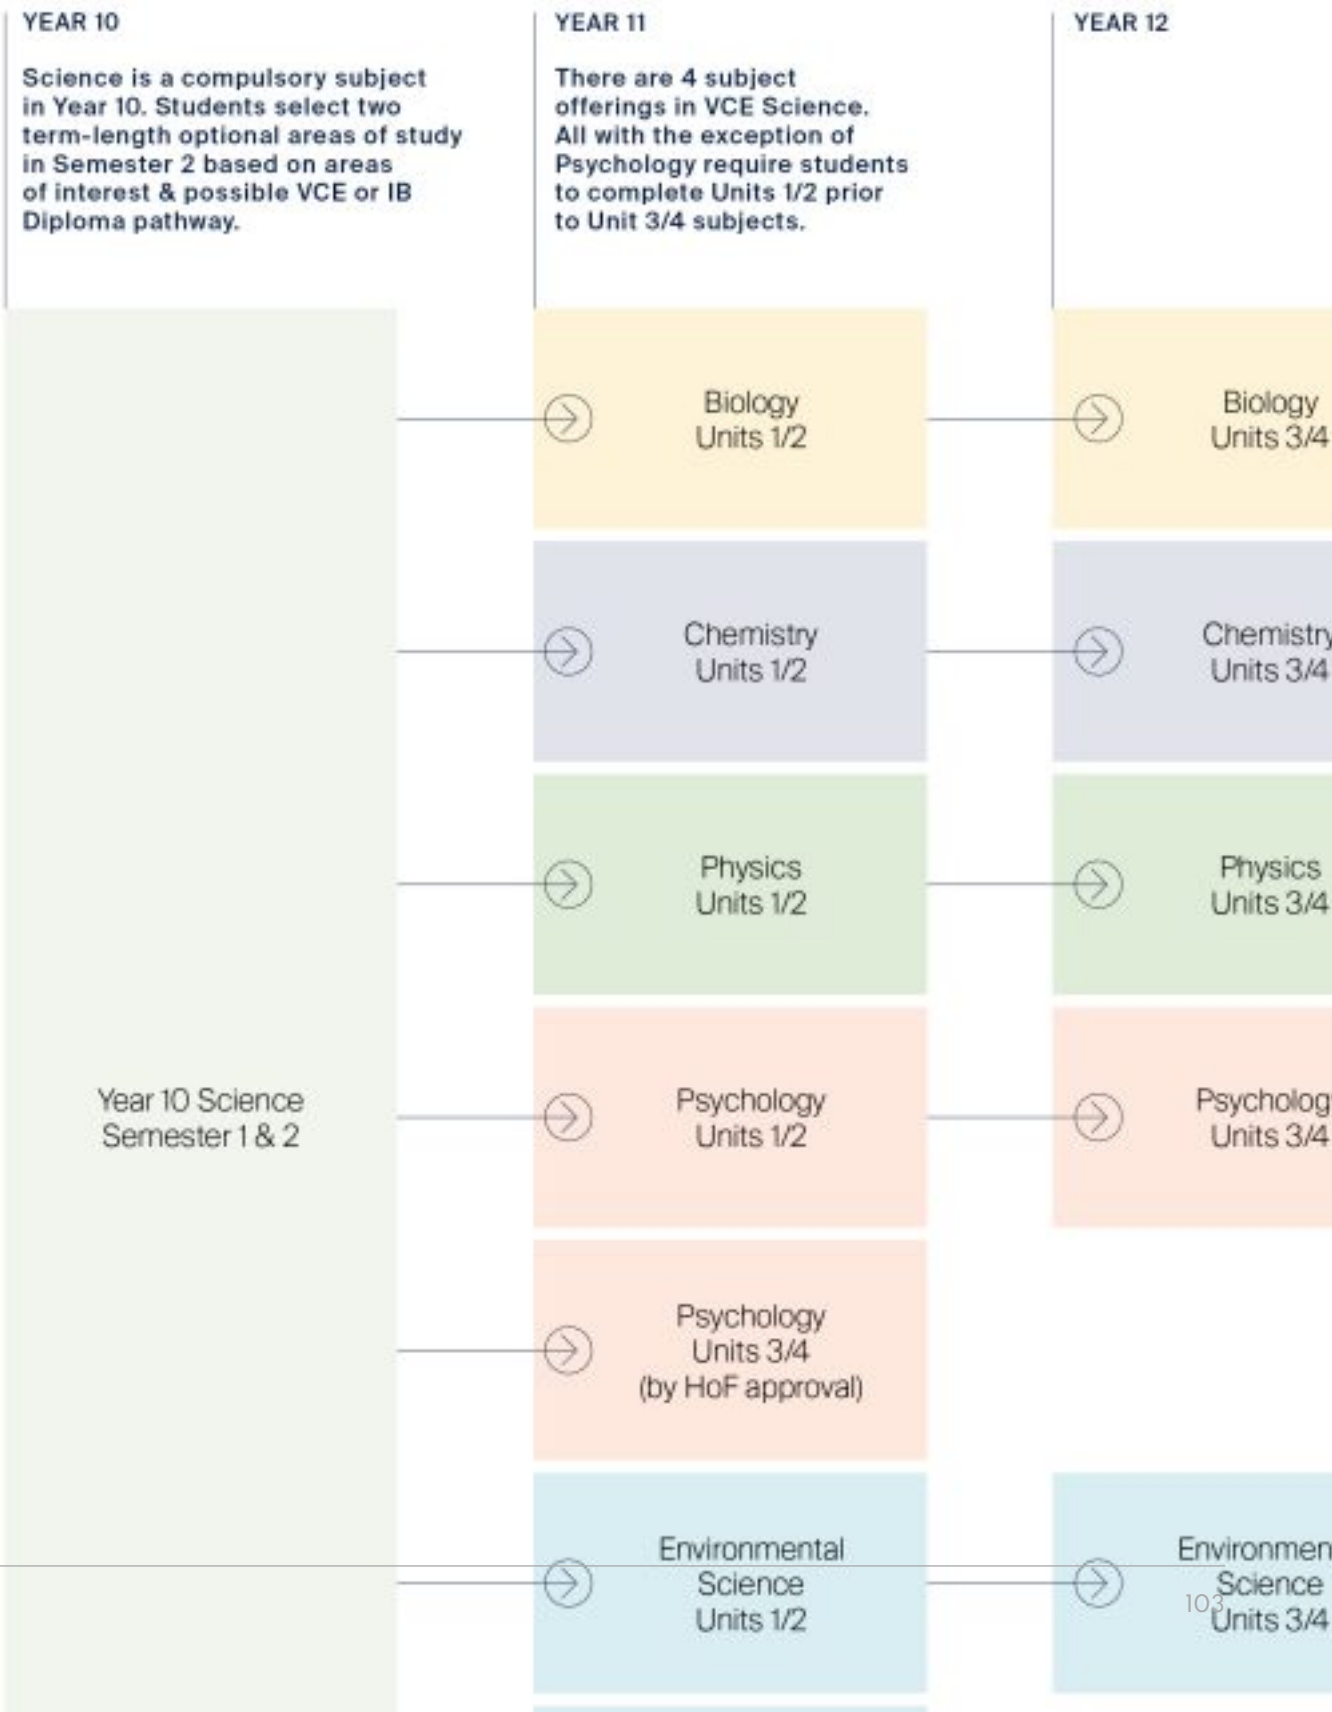 YEAR 10
Science is a compulsory subject
in Year 10. Students select two
term-length optional areas of study
in Semester 2 based on areas
of interest & possible VCE or IB
Diploma pathway.
YEAR 11
There are 4 subject
offerings in VCE Science.
All with the exception of
Psychology require students
to complete Units 1/2 prior
to Unit 3/4 subjects.
YEAR 12
Year 10 Science
Semester 1 & 2
Biology
Units 1/2
Biology
Units 3/4
Chemistry
Units 1/2
Chemistry
Units 3/4
Physics
Units 1/2
Physics
Units 3/4
Psychology
Units 1/2
Psycholog
Units 3/4
Psychology
Units 3/4
(by HoF approval)
Environmental
Science
Units 1/2
Environmen
Science
Units 3/4
103